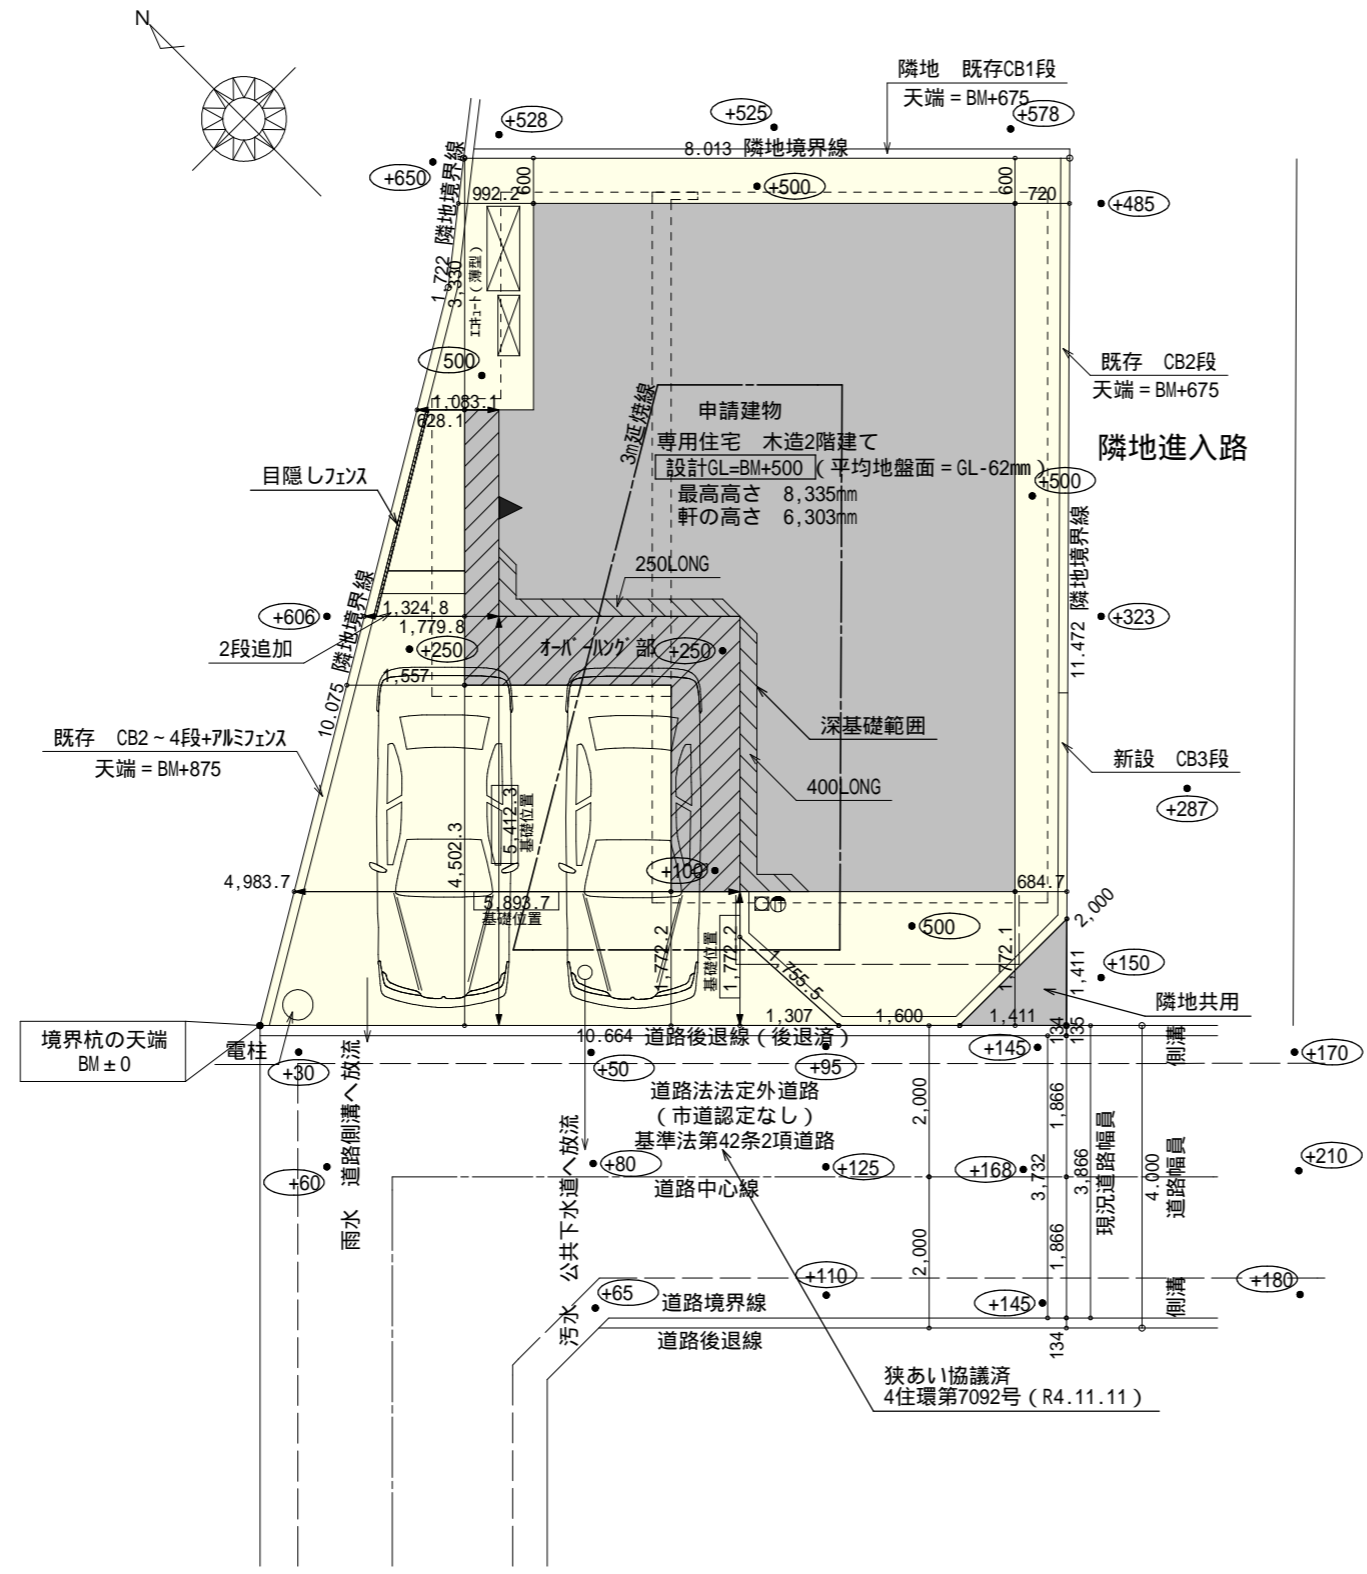 N
隣地 既存CB1段
天端＝BM+675
+528
+525
+578
8.013 隣地境界線
+650
600
600
992.2
720
+500
+485
1,722 隣地境界線
3,330
ｴｺｷｭｰﾄ(薄型)
500
既存 CB2段
天端＝BM+675
1,083.1
628.1
3m延焼線
申請建物
専用住宅 木造2階建て
設計GL=BM+500（平均地盤面＝GL-62mm）
最高高さ 8,335mm
軒の高さ 6,303mm
隣地進入路
+500
目隠しﾌｪﾝｽ
11.472 隣地境界線
250LONG
+606
1,324.8
1,779.8
+323
2段追加
+250
ｵｰﾊﾞｰﾊﾝｸﾞ部
+250
1,557
10.075 隣地境界線
深基礎範囲
既存 CB2～4段+ｱﾙﾐﾌｪﾝｽ
天端＝BM+875
新設 CB3段
400LONG
+287
5,412.3
基礎位置
4,502.3
+100
4,983.7
684.7
5,893.7
基礎位置
2,000
500
1,772.2
1,772.2
基礎位置
1,755.5
1,772.1
1,411
+150
隣地共用
1,307
1,600
1,411
境界杭の天端
BM±0
電柱
10.664 道路後退線（後退済）
134
135
側溝
+30
+50
+95
+145
+170
雨水 道路側溝へ放流
汚水 公共下水道へ放流
道路法法定外道路
（市道認定なし）
基準法第42条2項道路
2,000
1,866
+60
+80
+125
+168
+210
道路中心線
3,732
3,866
現況道路幅員
4.000
道路幅員
2,000
1,866
+65
+110
+145
+180
道路境界線
側溝
道路後退線
134
狭あい協議済
4住環第7092号（R4.11.11）